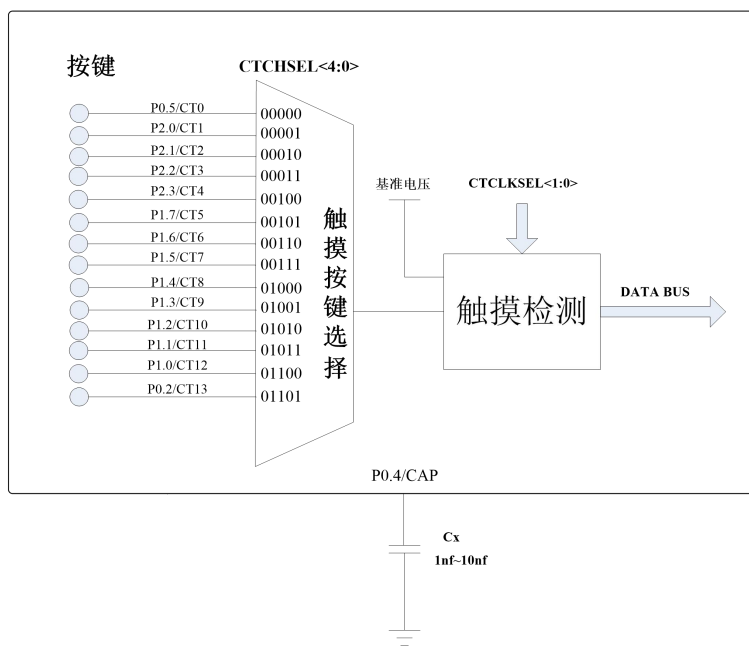 按键
CTCHSEL<4:0>
P0.5/CT0
00000
P2.0/CT1
00001
P2.1/CT2
00010
P2.2/CT3
00011
P2.3/CT4
00100
P1.7/CT5
00101
P1.6/CT6
00110
P1.5/CT7
00111
P1.4/CT8
01000
P1.3/CT9
01001
P1.2/CT10
01010
P1.1/CT11
01011
P1.0/CT12
01100
P0.2/CT13
01101
触摸按键选择
基准电压
CTCLKSEL<1:0>
触摸检测
DATA BUS
P0.4/CAP
Cx
1nf~10nf